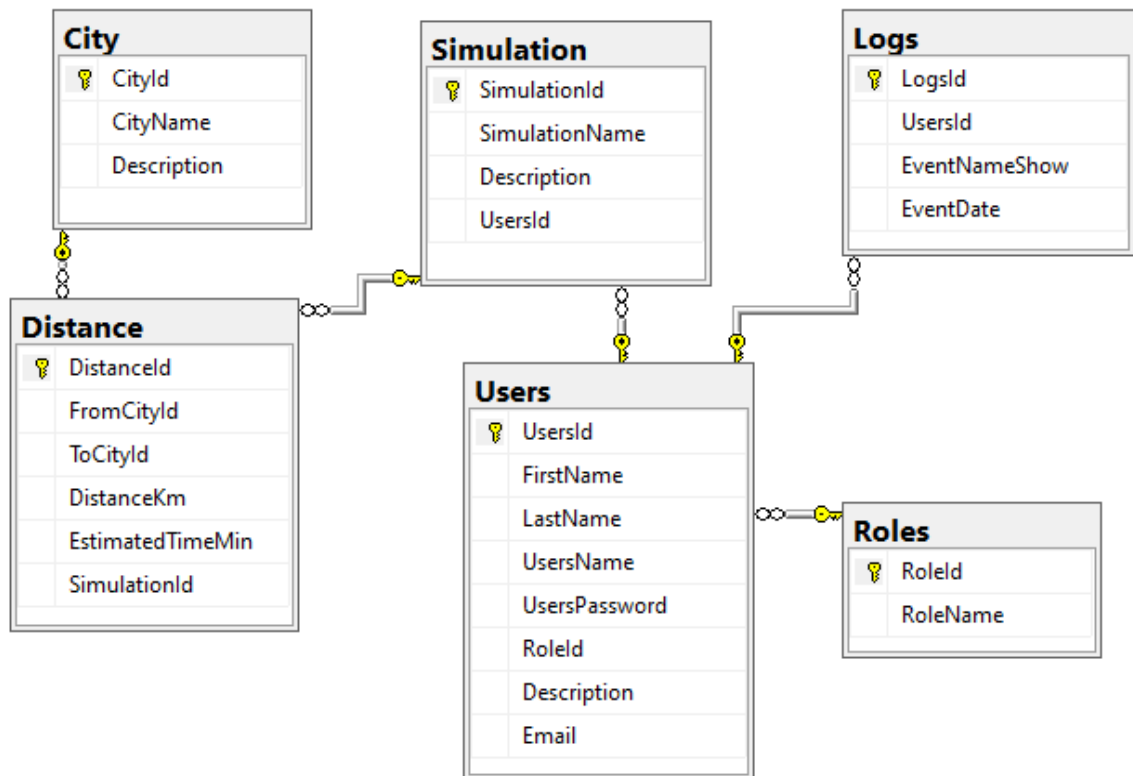 City
CityId
CityName
Description
Simulation
SimulationId
SimulationName
Description
UsersId
Logs
LogsId
UsersId
EventNameShow
EventDate
Distance
DistanceId
FromCityId
ToCityId
DistanceKm
EstimatedTimeMin
SimulationId
Users
UsersId
FirstName
LastName
UsersName
UsersPassword
RoleId
Description
Email
Roles
RoleId
RoleName